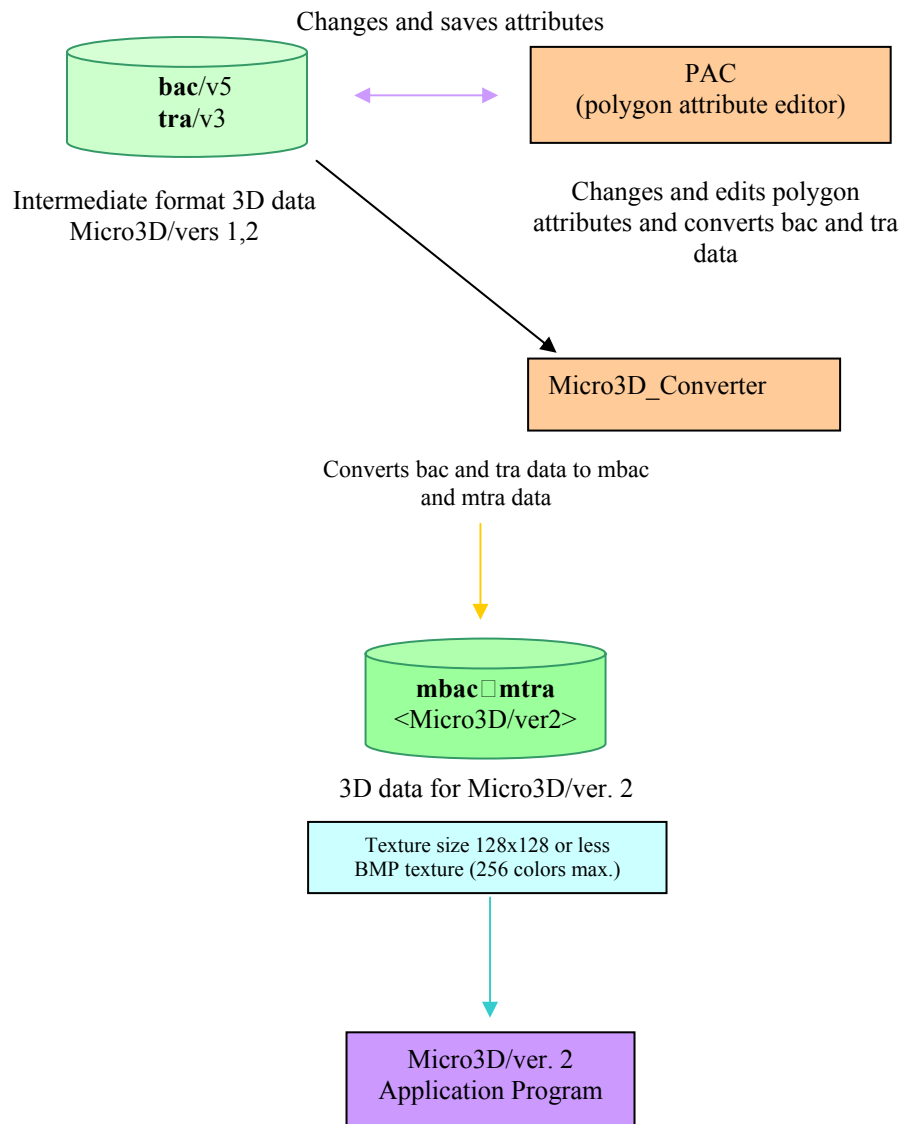 Changes and saves attributes
bac/v5
tra/v3
PAC
(polygon attribute editor)
Intermediate format 3D data
Micro3D/vers 1,2
Changes and edits polygon
attributes and converts bac and tra
data
Micro3D_Converter
Converts bac and tra data to mbac
and mtra data
mbac□mtra
<Micro3D/ver2>
3D data for Micro3D/ver. 2
Texture size 128x128 or less
BMP texture (256 colors max.)
Micro3D/ver. 2
Application Program